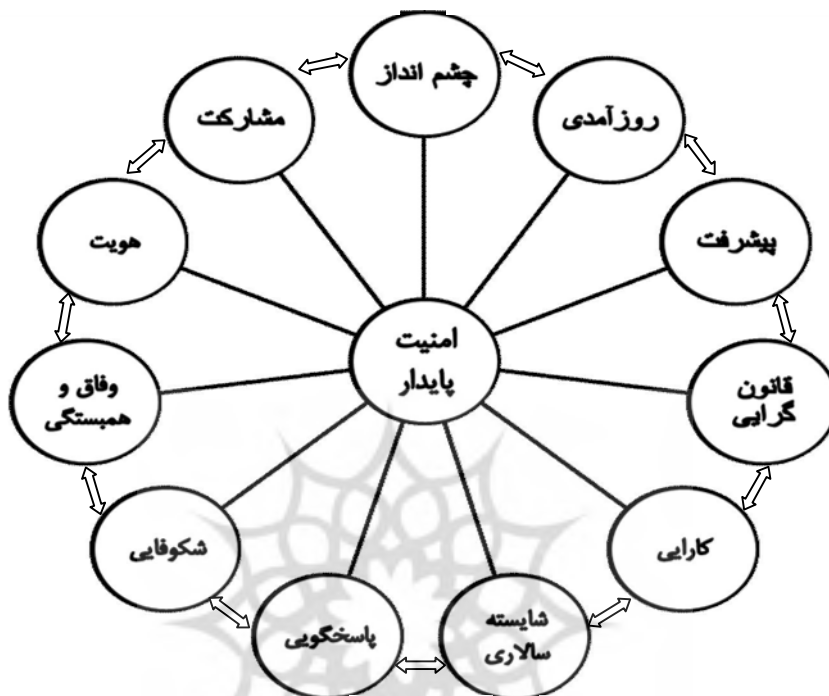 چشم انداز
روزآمدی
پیشرفت
قانون
گرایی
کارایی
شایسته
سالاری
پاسخگویی
شکوفایی
وفاق و
همبستگی
هویت
مشارکت
امنیت
پایدار